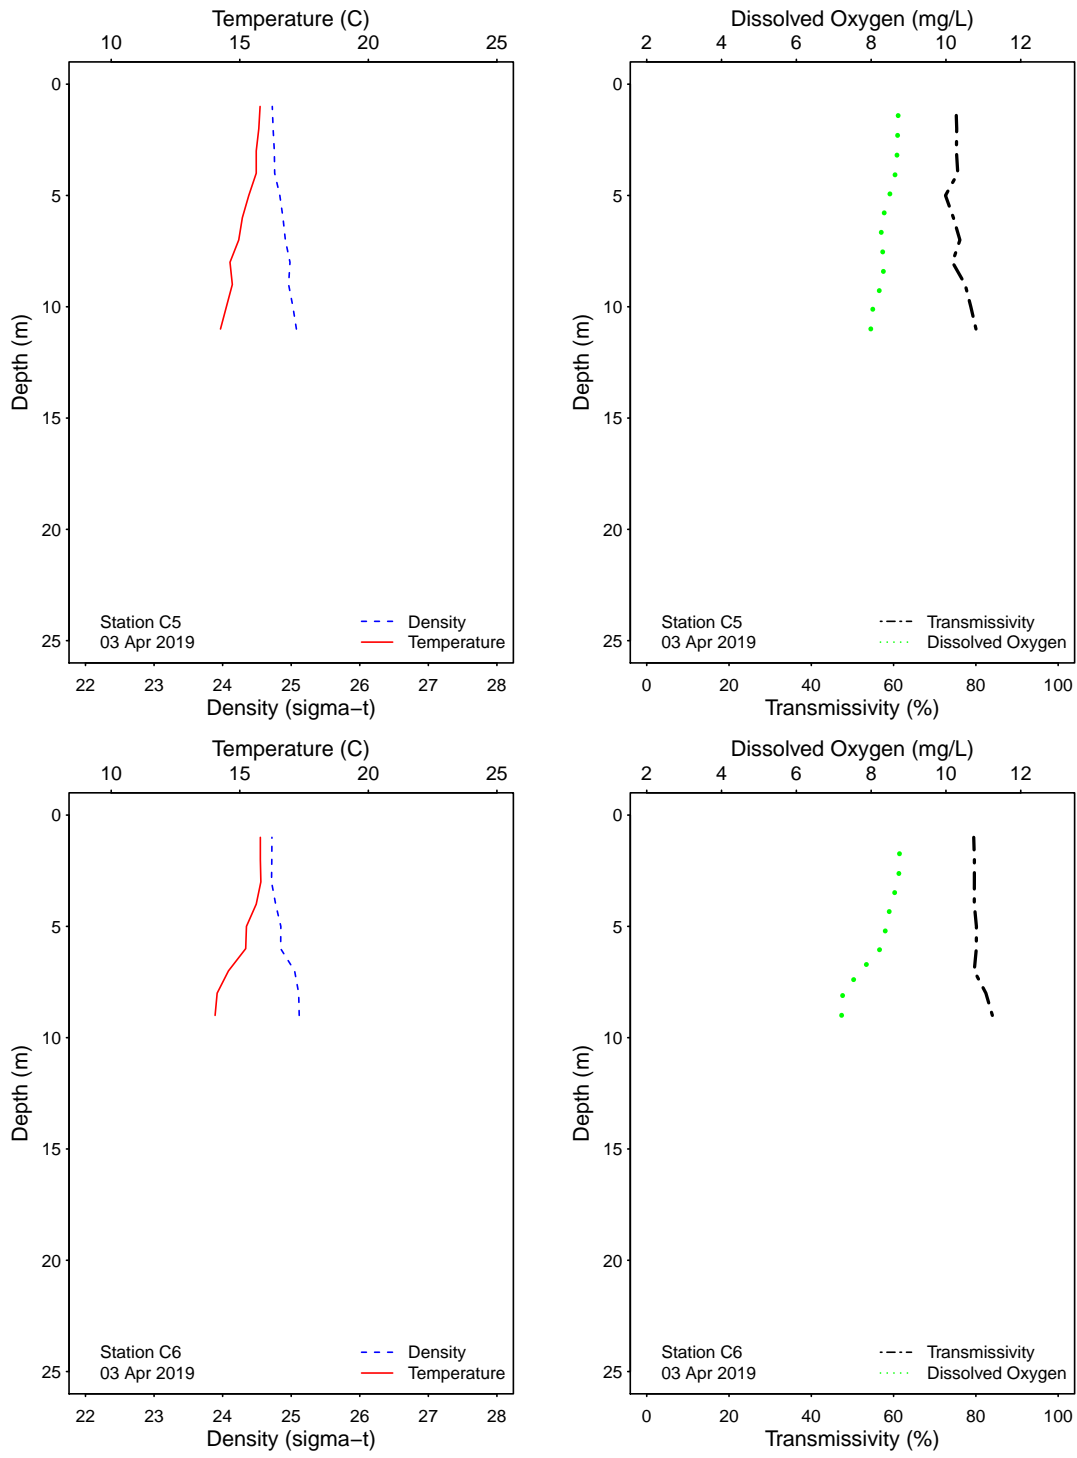 Temperature (C)
10 15 20 25
0
5
10
15
20
25
Depth (m)
Station C5
03 Apr 2019
Density
Temperature
22 23 24 25 26 27 28
Density (sigma−t)
Dissolved Oxygen (mg/L)
2 4 6 8 10 12
0
5
10
15
20
25
Depth (m)
Station C5
03 Apr 2019
Transmissivity
Dissolved Oxygen
0 20 40 60 80 100
Transmissivity (%)
Temperature (C)
10 15 20 25
0
5
10
15
20
25
Depth (m)
Station C6
03 Apr 2019
Density
Temperature
22 23 24 25 26 27 28
Density (sigma−t)
Dissolved Oxygen (mg/L)
2 4 6 8 10 12
0
5
10
15
20
25
Depth (m)
Station C6
03 Apr 2019
Transmissivity
Dissolved Oxygen
0 20 40 60 80 100
Transmissivity (%)